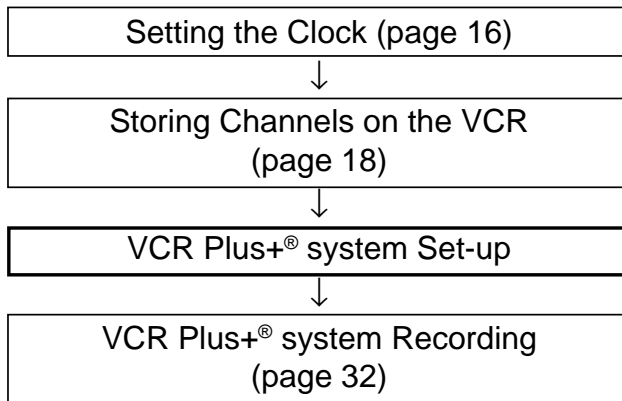 Setting the Clock (page 16)
Storing Channels on the VCR
(page 18)
VCR Plus+® system Set-up
VCR Plus+® system Recording
(page 32)